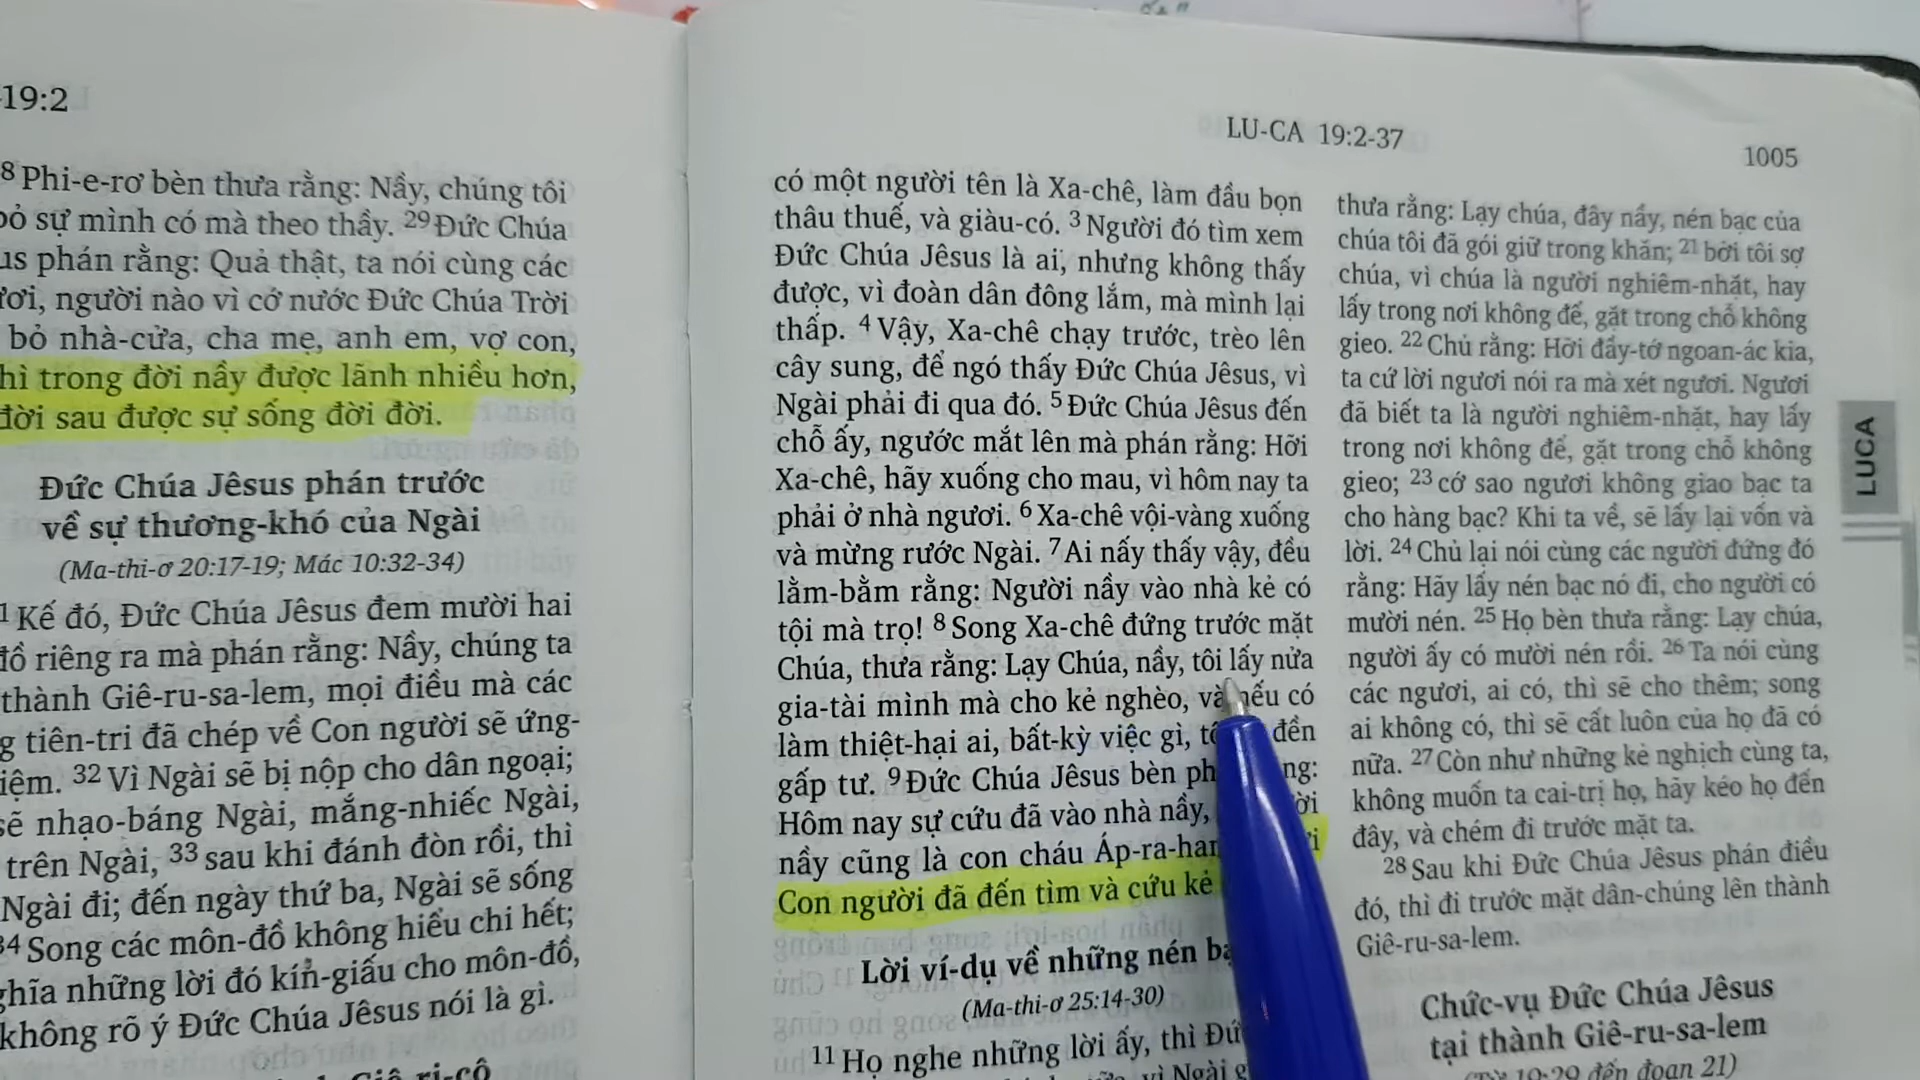 -19:2
8 Phi-e-rơ bèn thưa rằng: Nầy, chúng tôi
bỏ sự mình có mà theo thầy. 29 Đức Chúa
us phán rằng: Quả thật, ta nói cùng các
ươi, người nào vì cớ nước Đức Chúa Trời
bỏ nhà-cửa, cha mẹ, anh em, vợ con,
hì trong đời nầy được lãnh nhiều hơn,
đời sau được sự sống đời đời.
Đức Chúa Jêsus phán trước
về sự thương-khó của Ngài
(Ma-thi-ơ 20:17-19; Mác 10:32-34)
1 Kế đó, Đức Chúa Jêsus đem mười hai
đồ riêng ra mà phán rằng: Nầy, chúng ta
thành Giê-ru-sa-lem, mọi điều mà các
g tiên-tri đã chép về Con người sẽ ứng-
iệm. 32 Vì Ngài sẽ bị nộp cho dân ngoại;
sẽ nhạo-báng Ngài, mắng-nhiếc Ngài,
trên Ngài, 33 sau khi đánh đòn rồi, thì
Ngài đi; đến ngày thứ ba, Ngài sẽ sống
34 Song các môn-đồ không hiểu chi hết;
ghĩa những lời đó kín-giấu cho môn-đồ,
không rõ ý Đức Chúa Jêsus nói là gì.
LU-CA 19:2-37
1005
có một người tên là Xa-chê, làm đầu bọn
thâu thuế, và giàu-có. 3 Người đó tìm xem
Đức Chúa Jêsus là ai, nhưng không thấy
được, vì đoàn dân đông lắm, mà mình lại
thấp. 4 Vậy, Xa-chê chạy trước, trèo lên
cây sung, để ngó thấy Đức Chúa Jêsus, vì
Ngài phải đi qua đó. 5 Đức Chúa Jêsus đến
chỗ ấy, ngước mắt lên mà phán rằng: Hỡi
Xa-chê, hãy xuống cho mau, vì hôm nay ta
phải ở nhà ngươi. 6 Xa-chê vội-vàng xuống
và mừng rước Ngài. 7 Ai nấy thấy vậy, đều
lằm-bằm rằng: Người nầy vào nhà kẻ có
tội mà trọ! 8 Song Xa-chê đứng trước mặt
Chúa, thưa rằng: Lạy Chúa, nầy, tôi lấy nửa
gia-tài mình mà cho kẻ nghèo, và nếu có
làm thiệt-hại ai, bất-kỳ việc gì, đền
gấp tư. 9 Đức Chúa Jêsus bèn ph ng:
Hôm nay sự cứu đã vào nhà nầy,
nầy cũng là con cháu Áp-ra-ham
Con người đã đến tìm và cứu kẻ
Lời ví-dụ về những nén
(Ma-thi-ơ 25:14-30)
11 Họ nghe những lời ấy, thì Đức
thưa rằng: Lạy chúa, đây nầy, nén bạc của
chúa tôi đã gói giữ trong khăn; 21 bởi tôi sợ
chúa, vì chúa là người nghiêm-nhặt, hay
lấy trong nơi không để, gặt trong chỗ không
gieo. 22 Chủ rằng: Hỡi đầy-tớ ngoan-ác kia,
ta cứ lời ngươi nói ra mà xét ngươi. Ngươi
đã biết ta là người nghiêm-nhặt, hay lấy
trong nơi không để, gặt trong chỗ không
gieo; 23 cớ sao ngươi không giao bạc ta
cho hàng bạc? Khi ta về, sẽ lấy lại vốn và
lời. 24 Chủ lại nói cùng các người đứng đó
rằng: Hãy lấy nén bạc nó đi, cho người có
mười nén. 25 Họ bèn thưa rằng: Lạy chúa,
người ấy có mười nén rồi. 26 Ta nói cùng
các ngươi, ai có, thì sẽ cho thêm; song
ai không có, thì sẽ cất luôn của họ đã có
nữa. 27 Còn như những kẻ nghịch cùng ta,
không muốn ta cai-trị họ, hãy kéo họ đến
đây, và chém đi trước mặt ta.
28 Sau khi Đức Chúa Jêsus phán điều
đó, thì đi trước mặt dân-chúng lên thành
Giê-ru-sa-lem.
Chức-vụ Đức Chúa Jêsus
tại thành Giê-ru-sa-lem
(Từ 19:29 đến đoạn 21)
LUCA